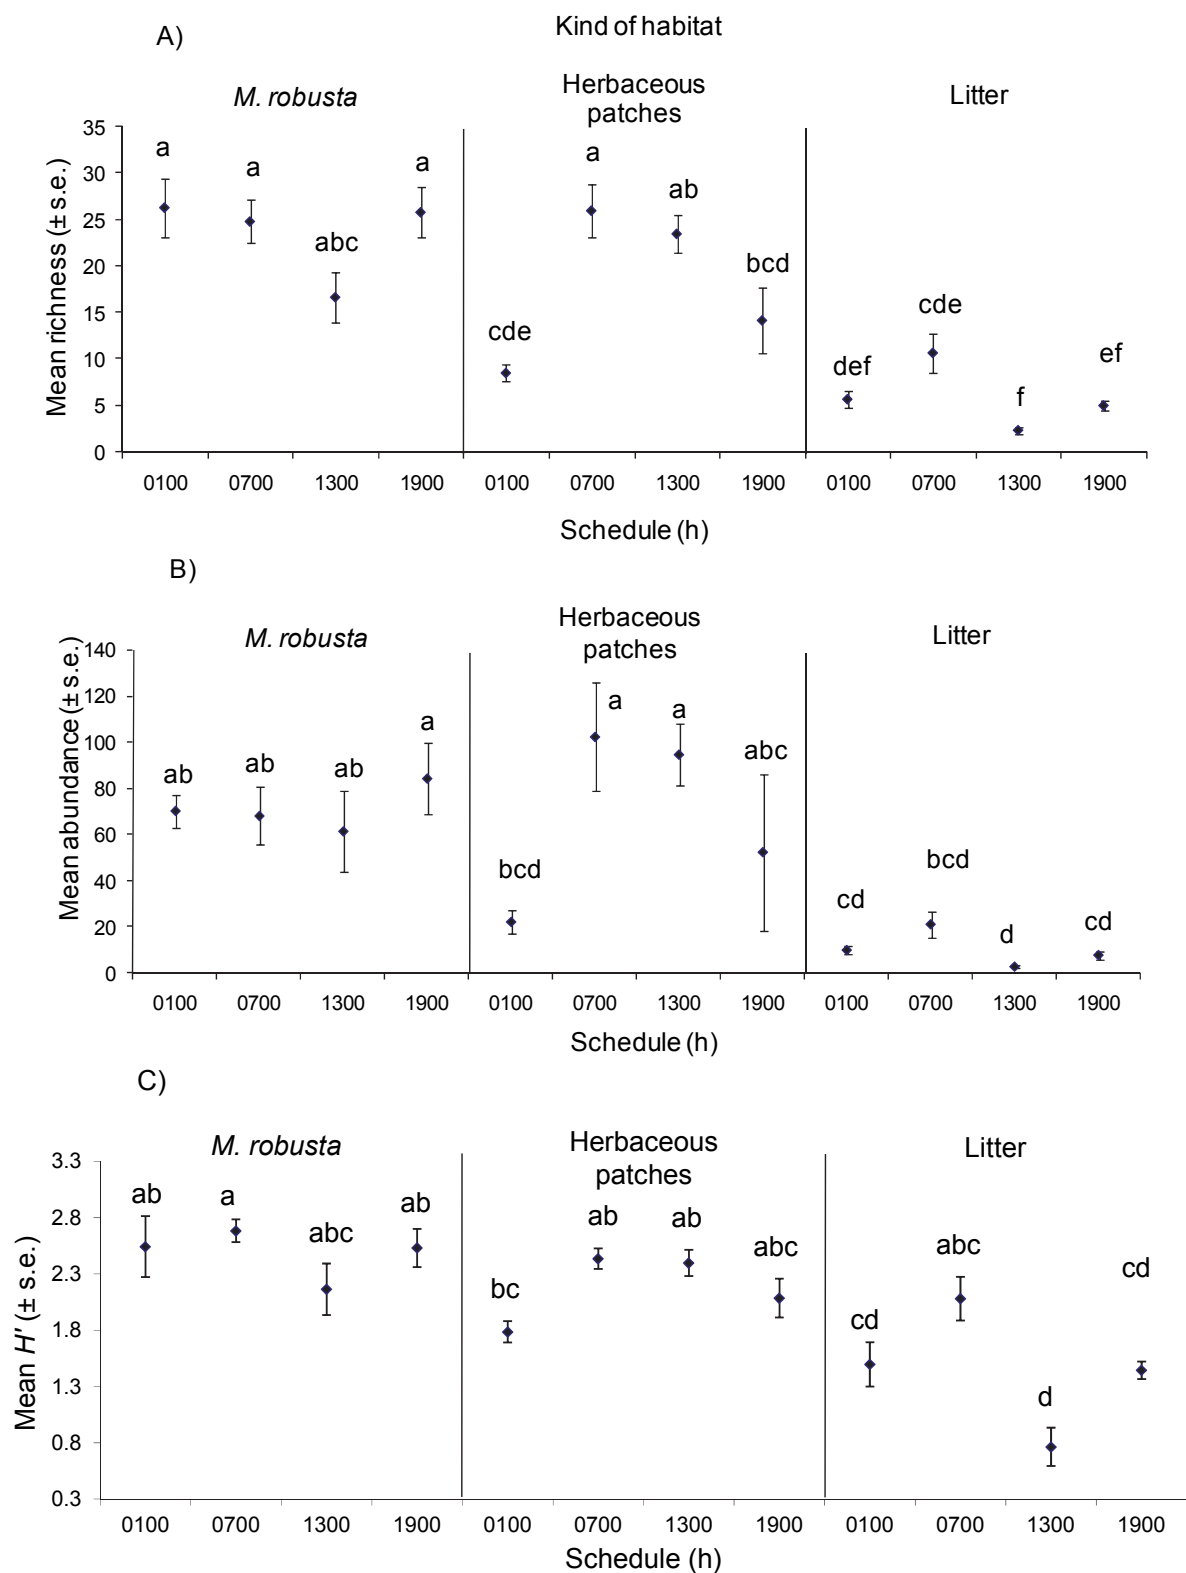 A)
Kind of habitat
M. robusta
Herbaceous
patches
Litter
Mean richness (± s.e.)
35
30
25
20
15
10
5
0
a
a
abc
a
cde
a
ab
bcd
def
cde
f
ef
0100 0700 1300 1900 0100 0700 1300 1900 0100 0700 1300 1900
Schedule (h)
B)
M. robusta
Herbaceous
patches
Litter
Mean abundance (± s.e.)
140
120
100
80
60
40
20
0
ab
ab
ab
a
bcd
a
a
abc
cd
bcd
d
cd
0100 0700 1300 1900 0100 0700 1300 1900 0100 0700 1300 1900
Schedule (h)
C)
M. robusta
Herbaceous
patches
Litter
Mean H' (± s.e.)
3.3
2.8
2.3
1.8
1.3
0.8
0.3
ab
a
abc
ab
bc
ab
ab
abc
cd
abc
d
cd
0100 0700 1300 1900 0100 0700 1300 1900 0100 0700 1300 1900
Schedule (h)